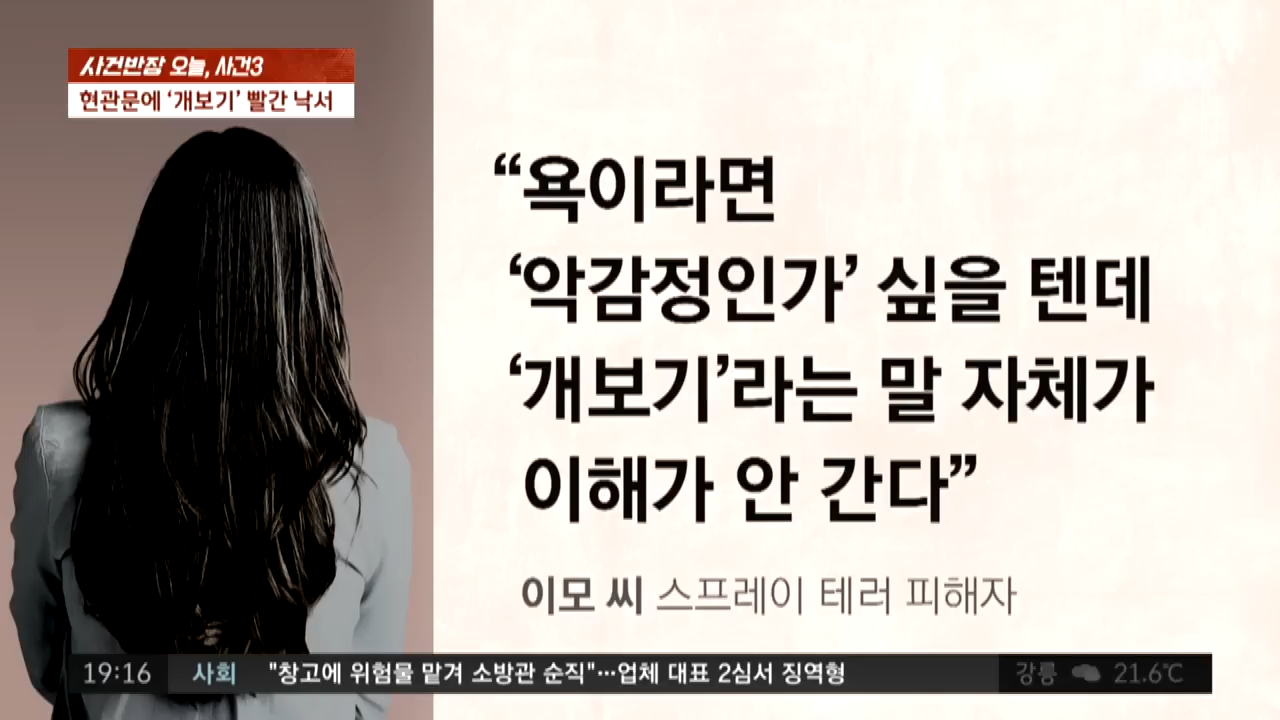 사건반장 오늘, 사건3
현관문에 ‘개보기’ 빨간 낙서
“욕이라면
‘악감정인가’ 싶을 텐데
‘개보기’라는 말 자체가
이해가 안 간다”
이모 씨 스프레이 테러 피해자
19:16 사회 "창고에 위험물 맡겨 소방관 순직"…업체 대표 2심서 징역형 강릉 21.6℃